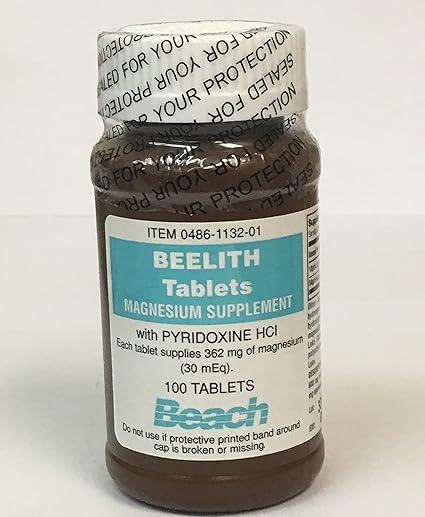 SEALED FOR YOUR PROTECTION
ITEM 0486-1132-01
BEELITH
Tablets
MAGNESIUM SUPPLEMENT
with PYRIDOXINE HCl
Each tablet supplies 362 mg of magnesium
(30 mEq).
100 TABLETS
Beach
Do not use if protective printed band around
cap is broken or missing.